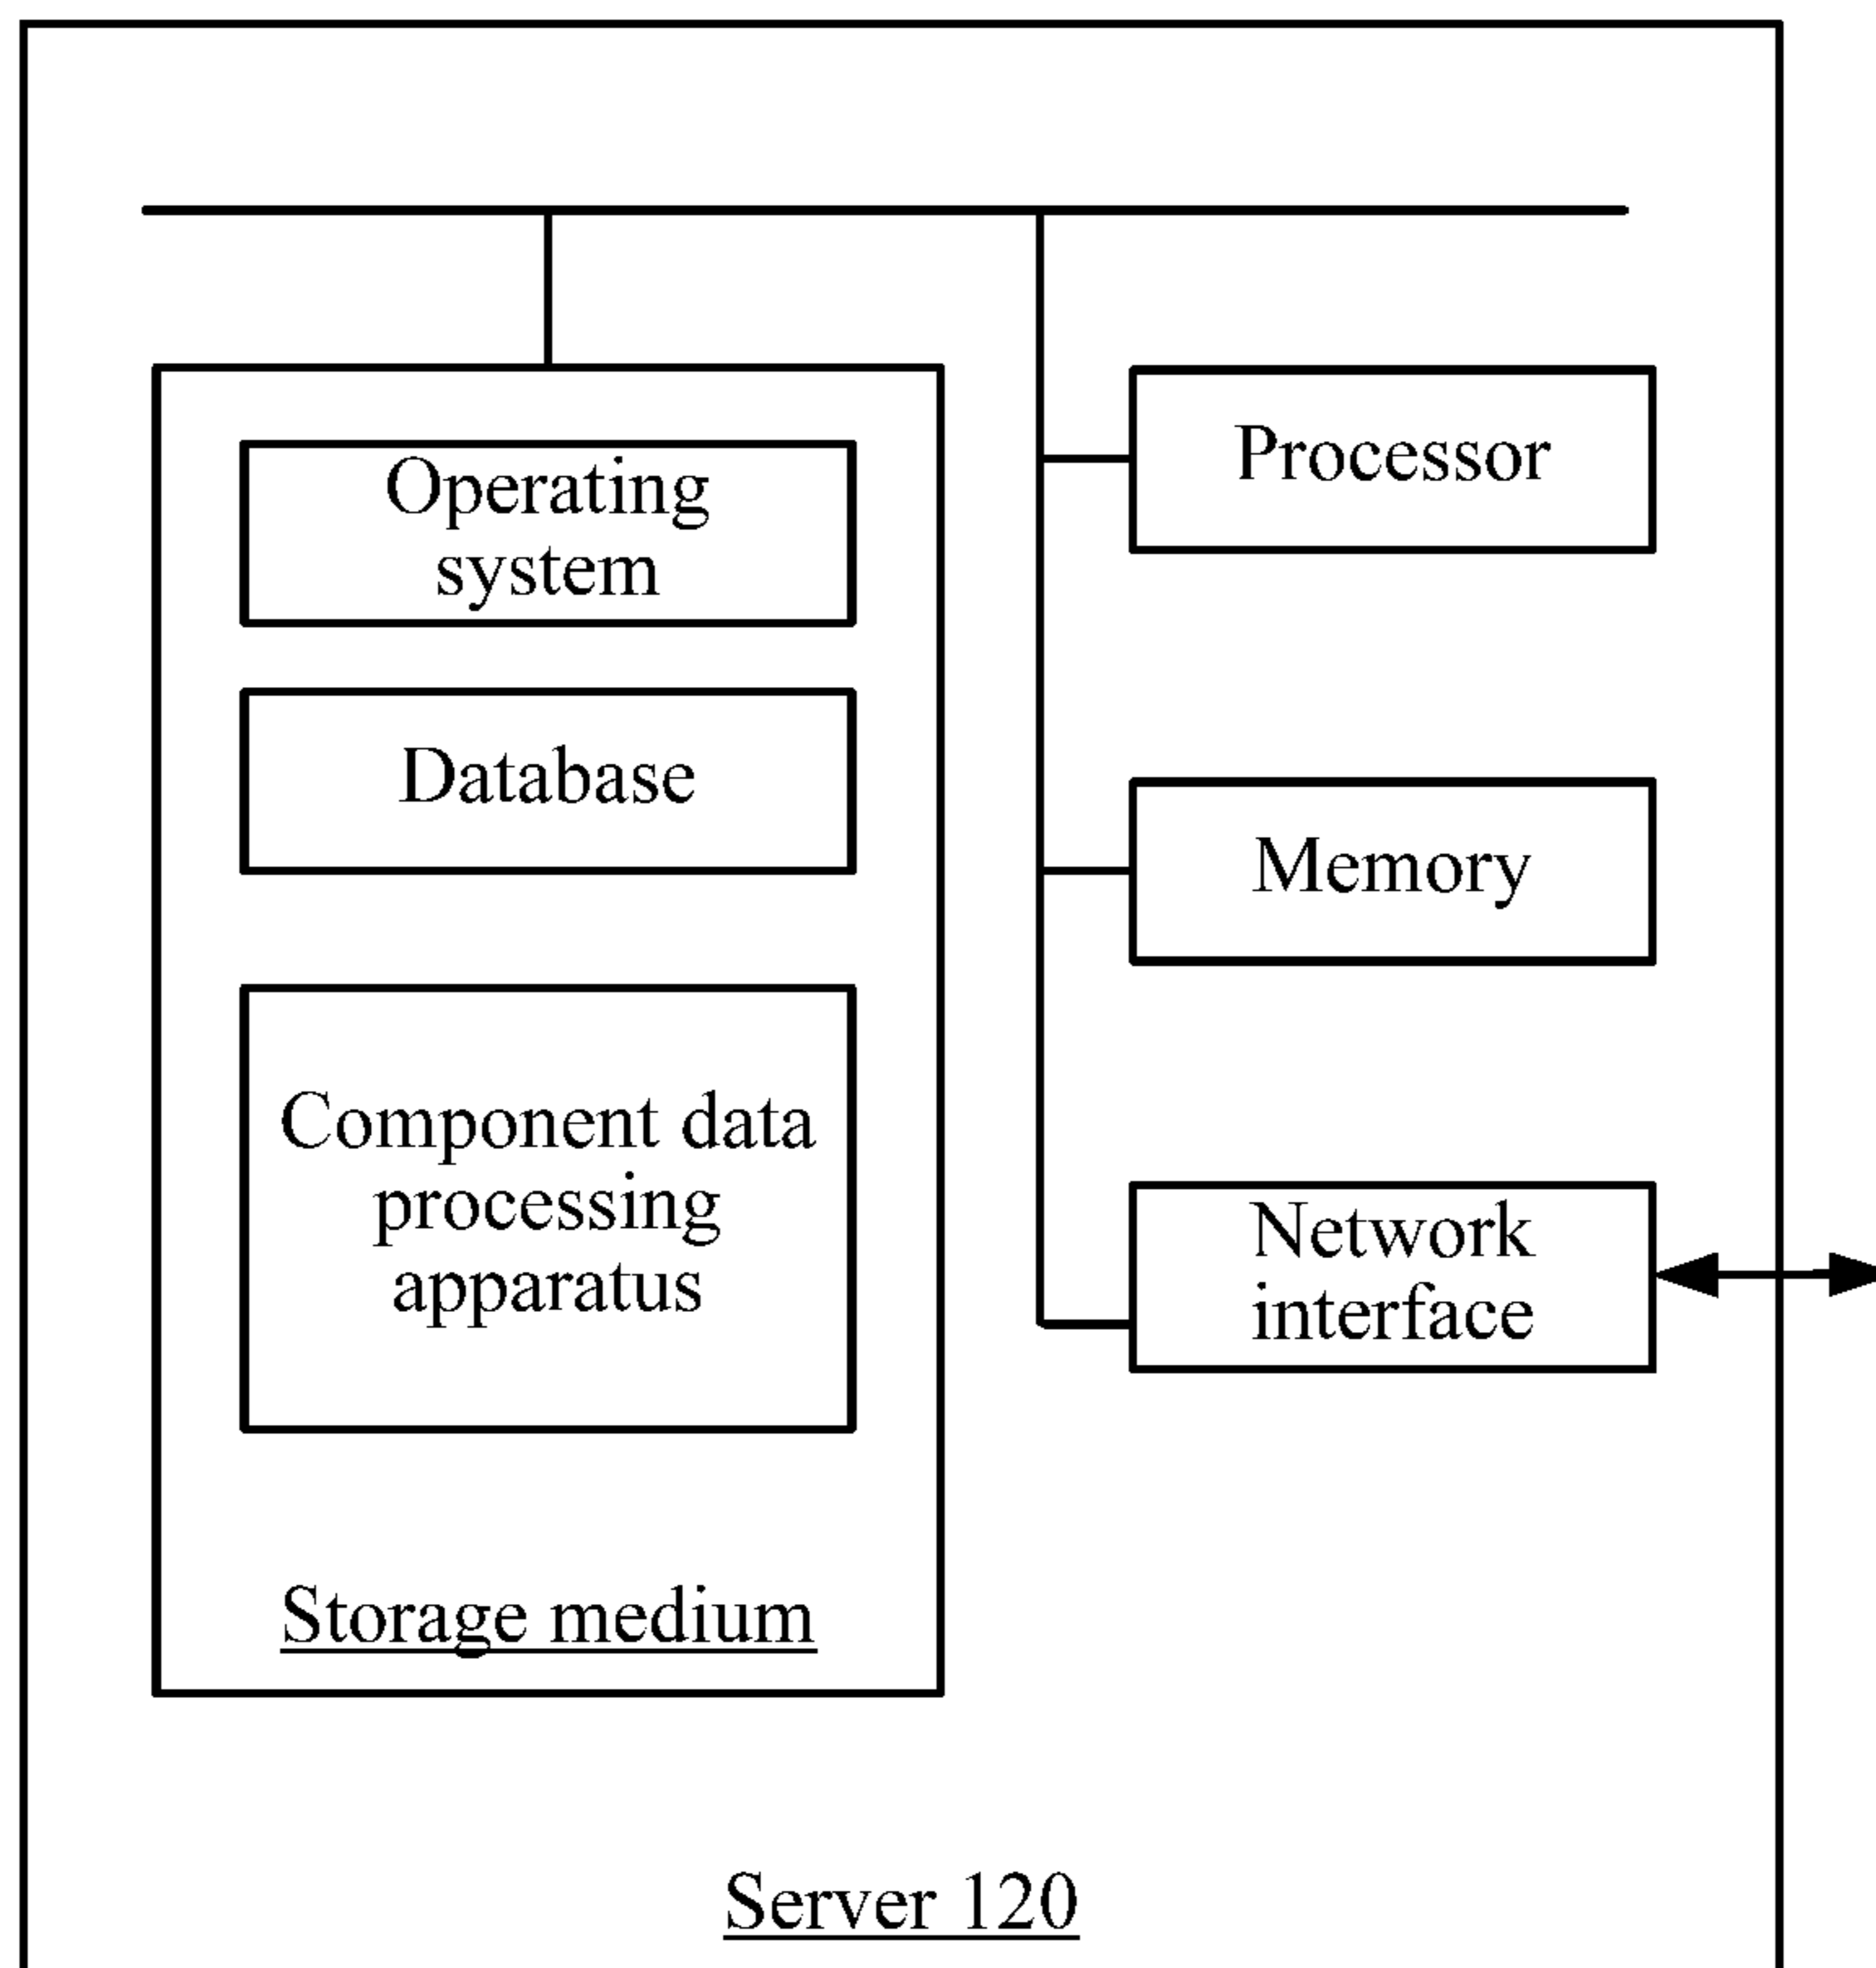 Operating
system
Database
Component data
processing
apparatus
Storage medium
Processor
Memory
Network
interface
Server 120